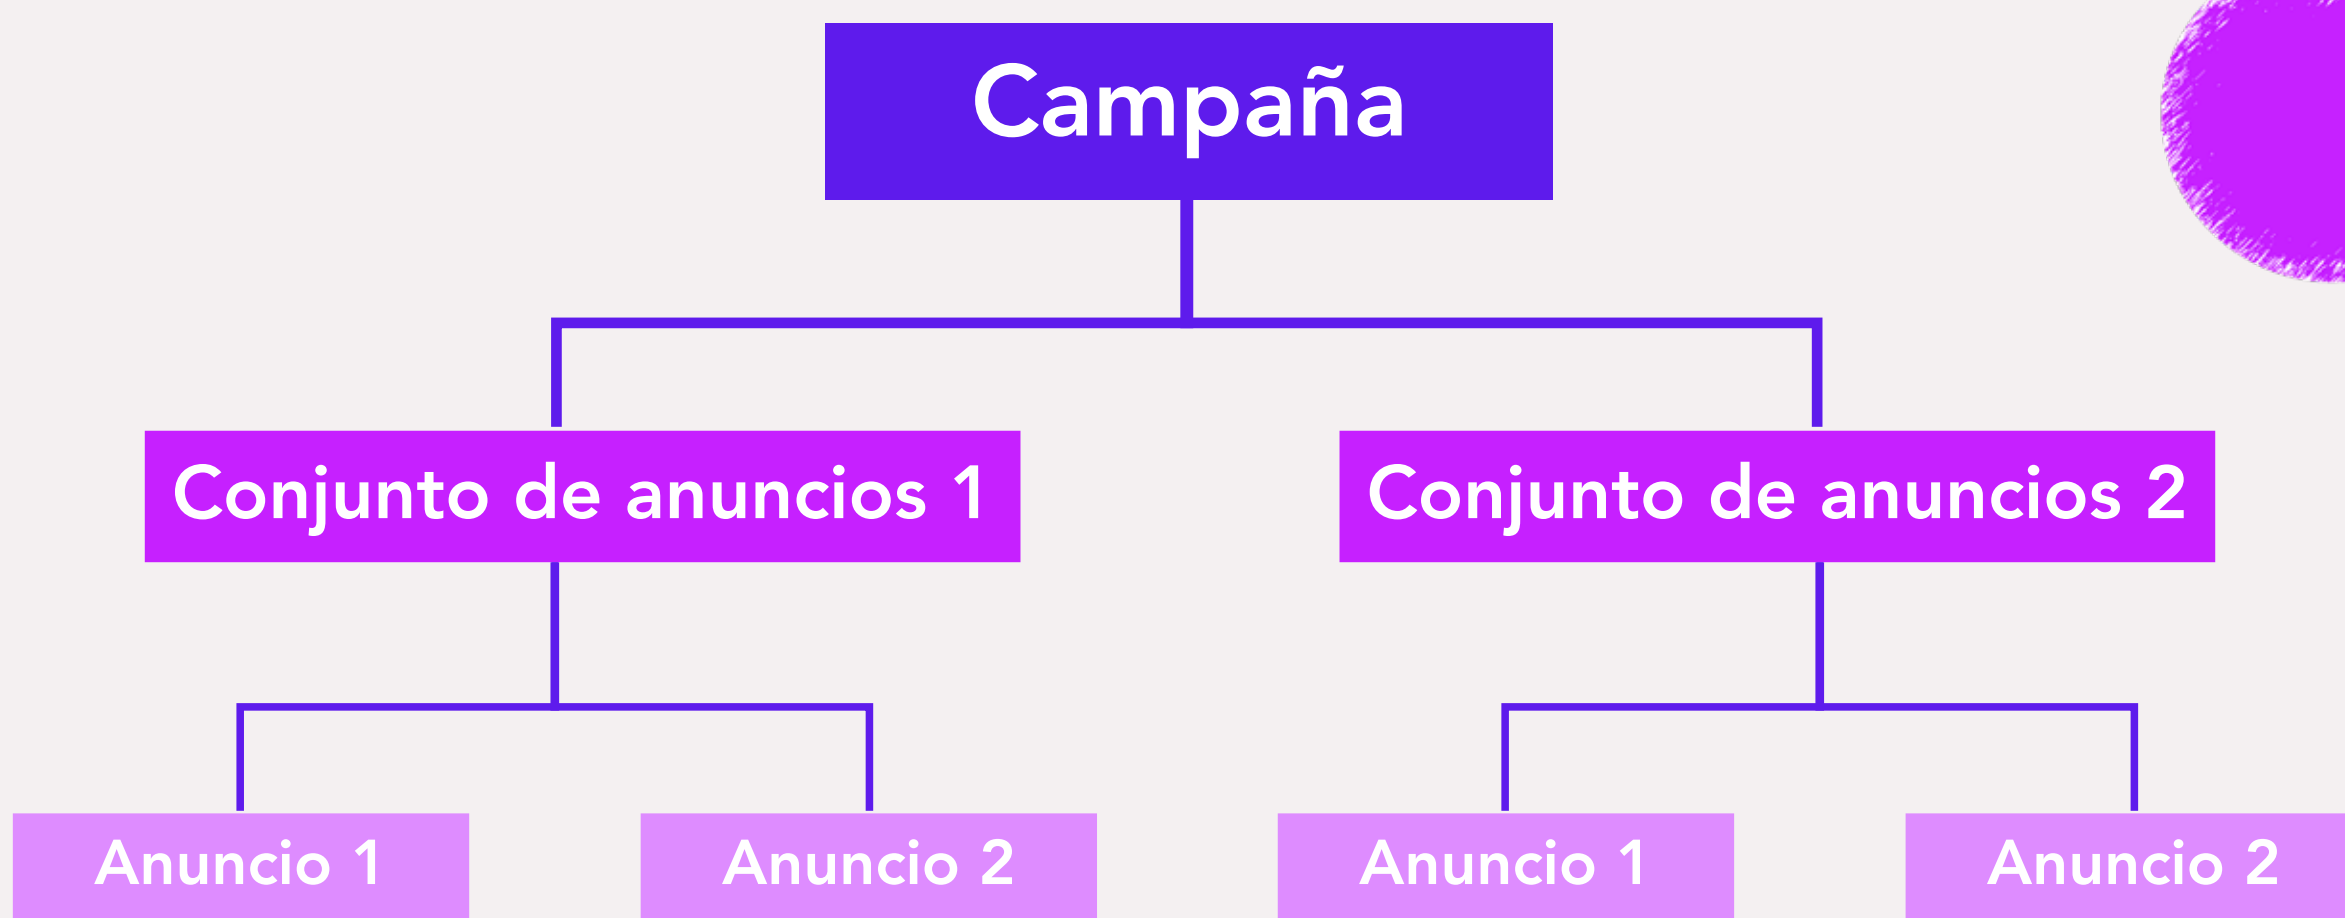 Campaña
Conjunto de anuncios 1
Conjunto de anuncios 2
Anuncio 1
Anuncio 2
Anuncio 1
Anuncio 2